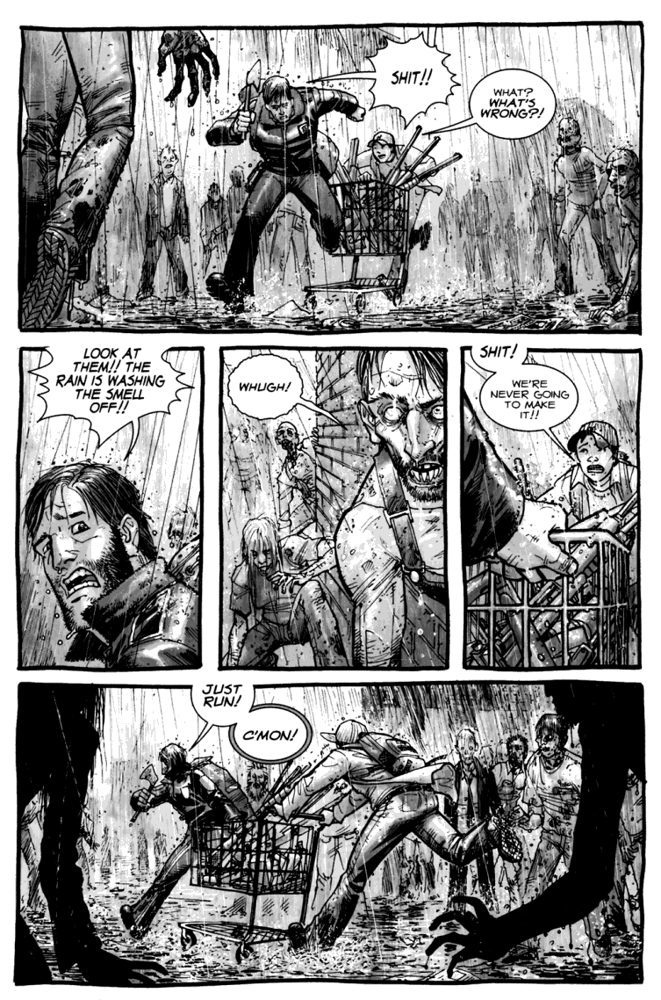 SHIT!!
WHAT?
WHAT'S
WRONG?!
LOOK AT
THEM!! THE
RAIN IS WASHING
THE SMELL
OFF!!
WHUGH!
SHIT!
WE'RE
NEVER GOING
TO MAKE
IT!!
JUST
RUN!
C'MON!